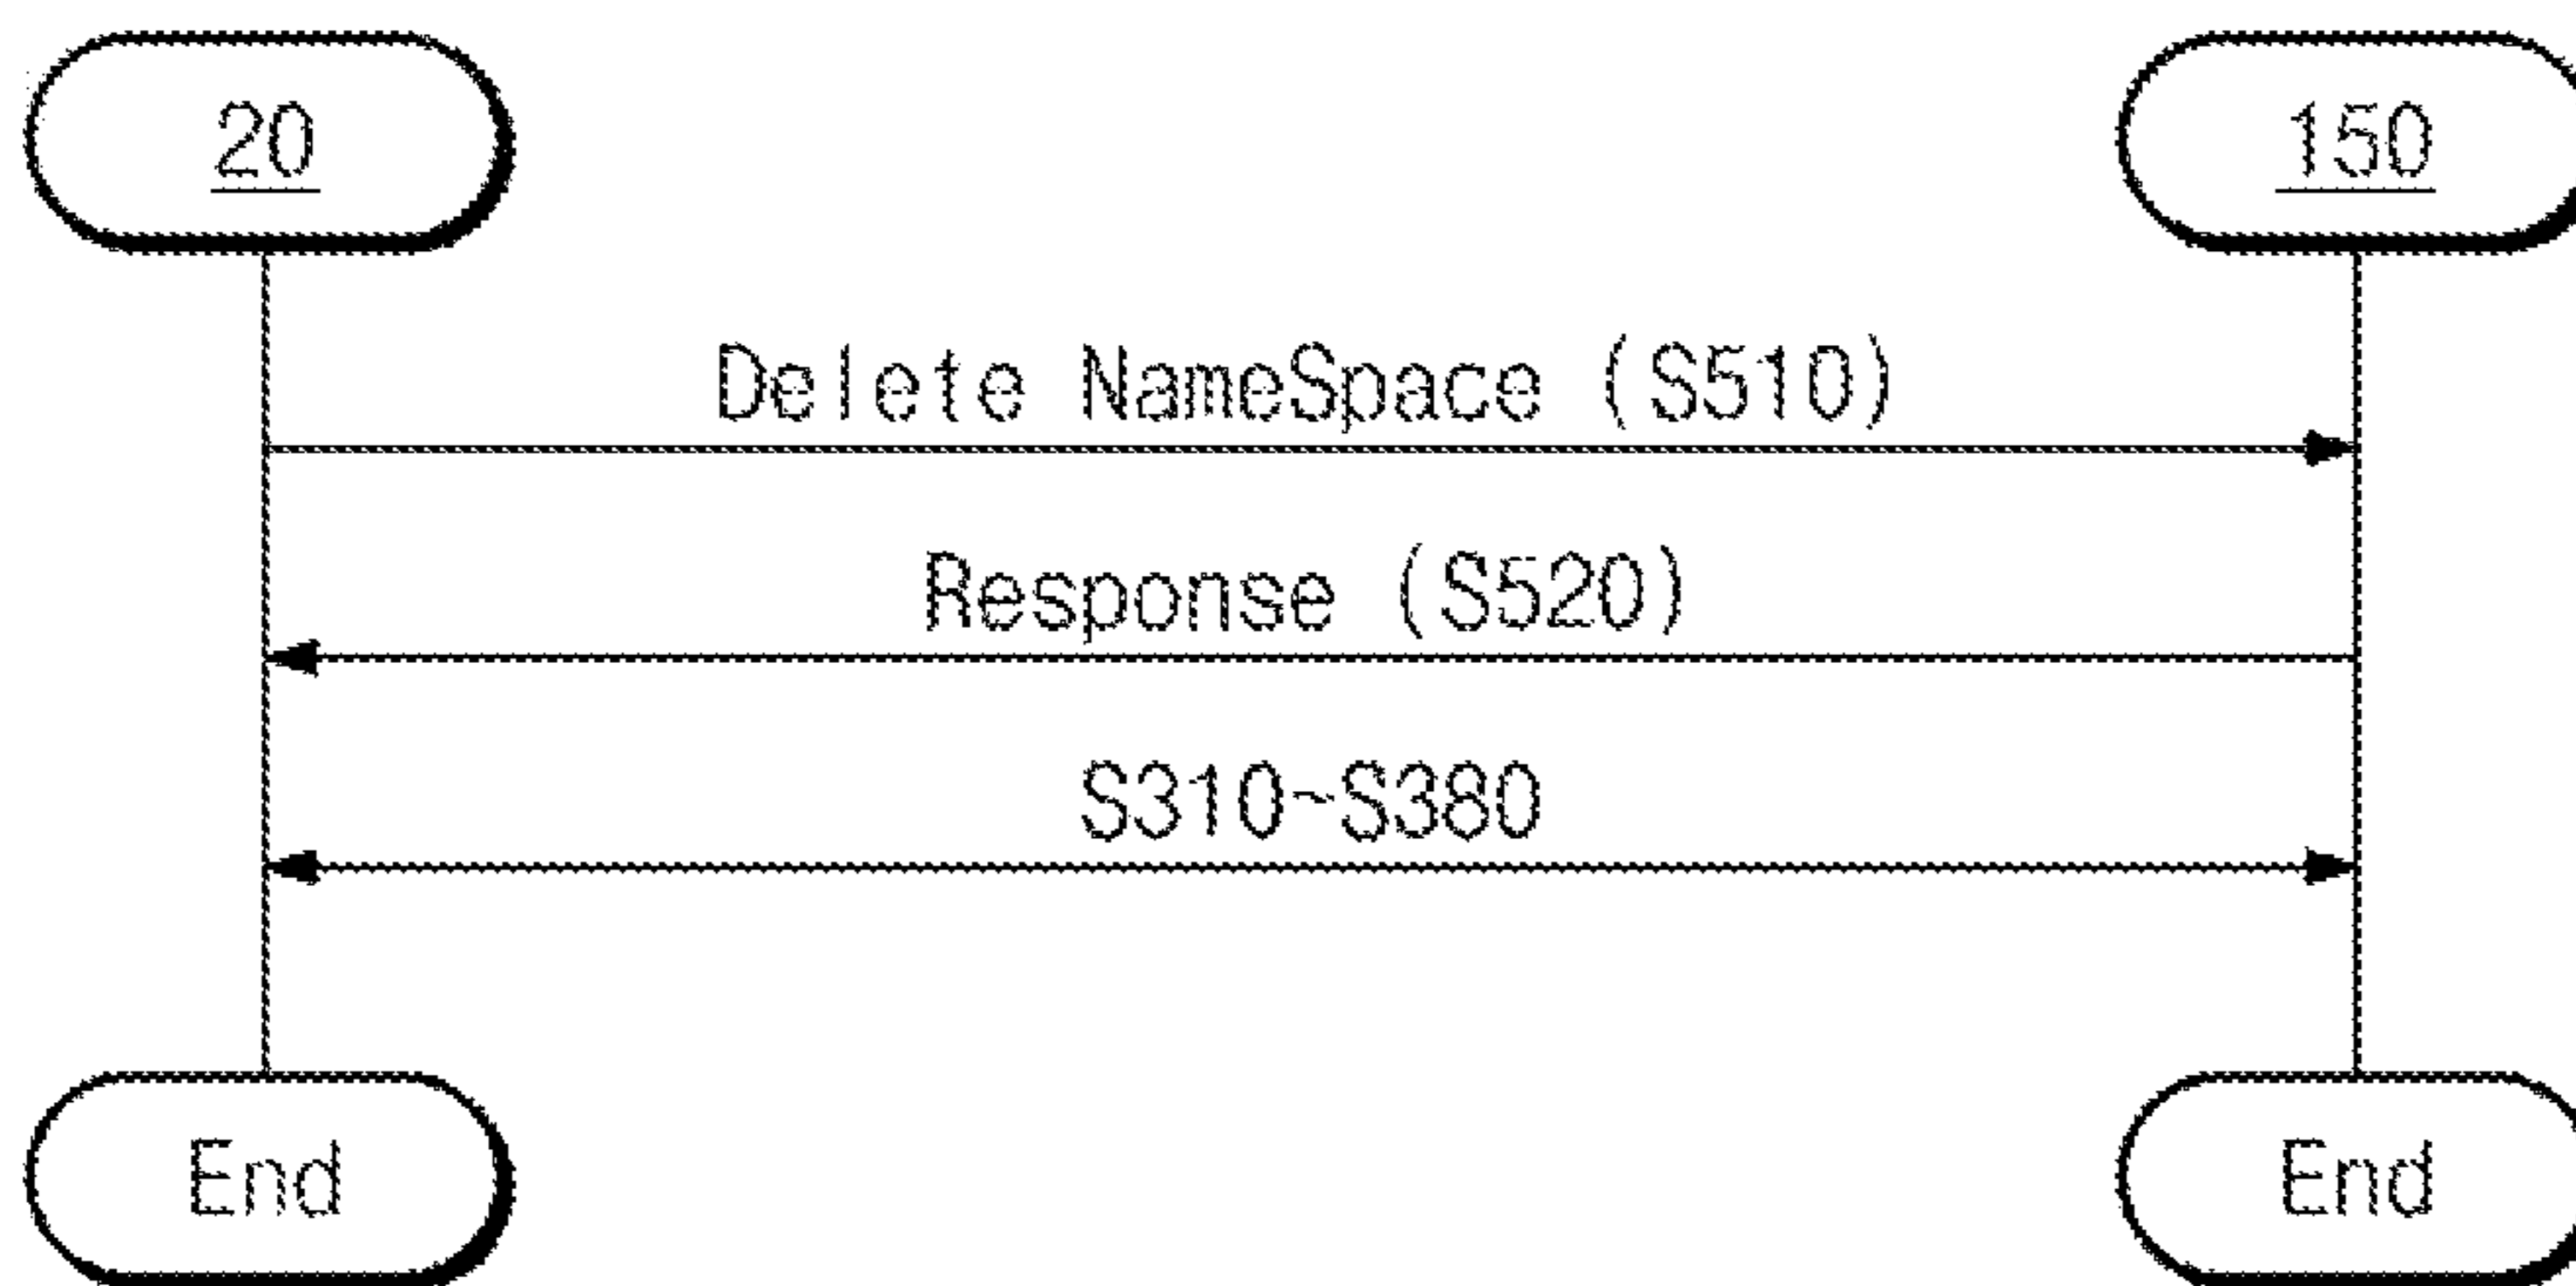 20 150
Delete NameSpace (S510)
Response (S520)
S310~S380
End End